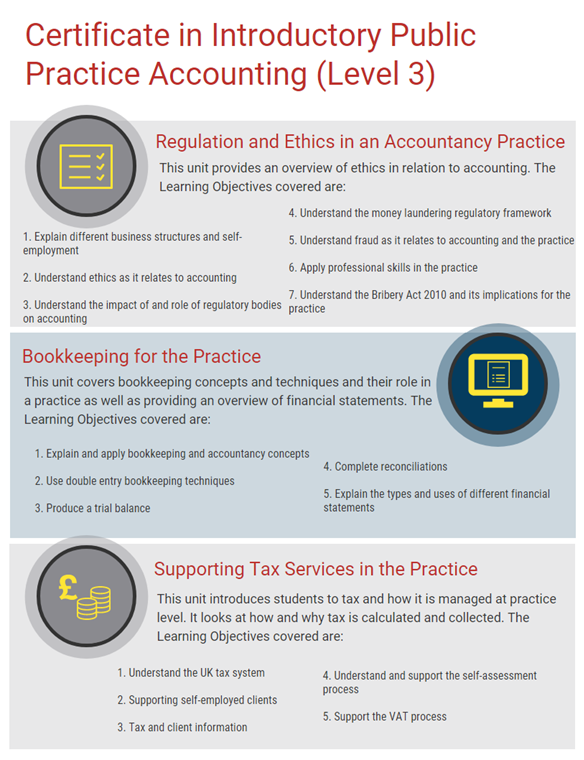 Certificate in Introductory Public
Practice Accounting (Level 3)
Regulation and Ethics in an Accountancy Practice
This unit provides an overview of ethics in relation to accounting. The
Learning Objectives covered are:
1. Explain different business structures and self-
employment
2. Understand ethics as it relates to accounting
3. Understand the impact of and role of regulatory bodies
on accounting
4. Understand the money laundering regulatory framework
5. Understand fraud as it relates to accounting and the practice
6. Apply professional skills in the practice
7. Understand the Bribery Act 2010 and its implications for the
practice
Bookkeeping for the Practice
This unit covers bookkeeping concepts and techniques and their role in
a practice as well as providing an overview of financial statements. The
Learning Objectives covered are:
1. Explain and apply bookkeeping and accountancy concepts
2. Use double entry bookkeeping techniques
3. Produce a trial balance
4. Complete reconciliations
5. Explain the types and uses of different financial
statements
£
Supporting Tax Services in the Practice
This unit introduces students to tax and how it is managed at practice
level. It looks at how and why tax is calculated and collected. The
Learning Objectives covered are:
1. Understand the UK tax system
2. Supporting self-employed clients
3. Tax and client information
4. Understand and support the self-assessment
process
5. Support the VAT process